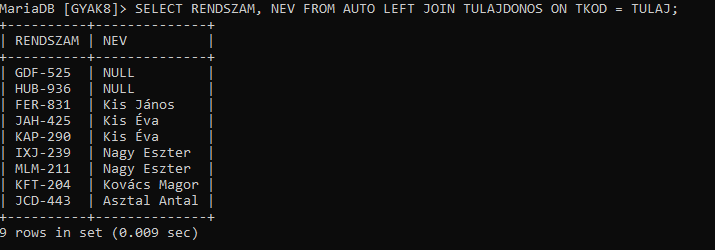 MariaDB [GYAK8]> SELECT RENDSZAM, NEV FROM AUTO LEFT JOIN TULAJDONOS ON TKOD = TULAJ;
+----------+--------------+
| RENDSZAM | NEV          |
+----------+--------------+
| GDF-525  | NULL         |
| HUB-936  | NULL         |
| FER-831  | Kis János    |
| JAH-425  | Kis Éva      |
| KAP-290  | Kis Éva      |
| IXJ-239  | Nagy Eszter  |
| MLM-211  | Nagy Eszter  |
| KFT-204  | Kovács Magor |
| JCD-443  | Asztal Antal |
+----------+--------------+
9 rows in set (0.009 sec)